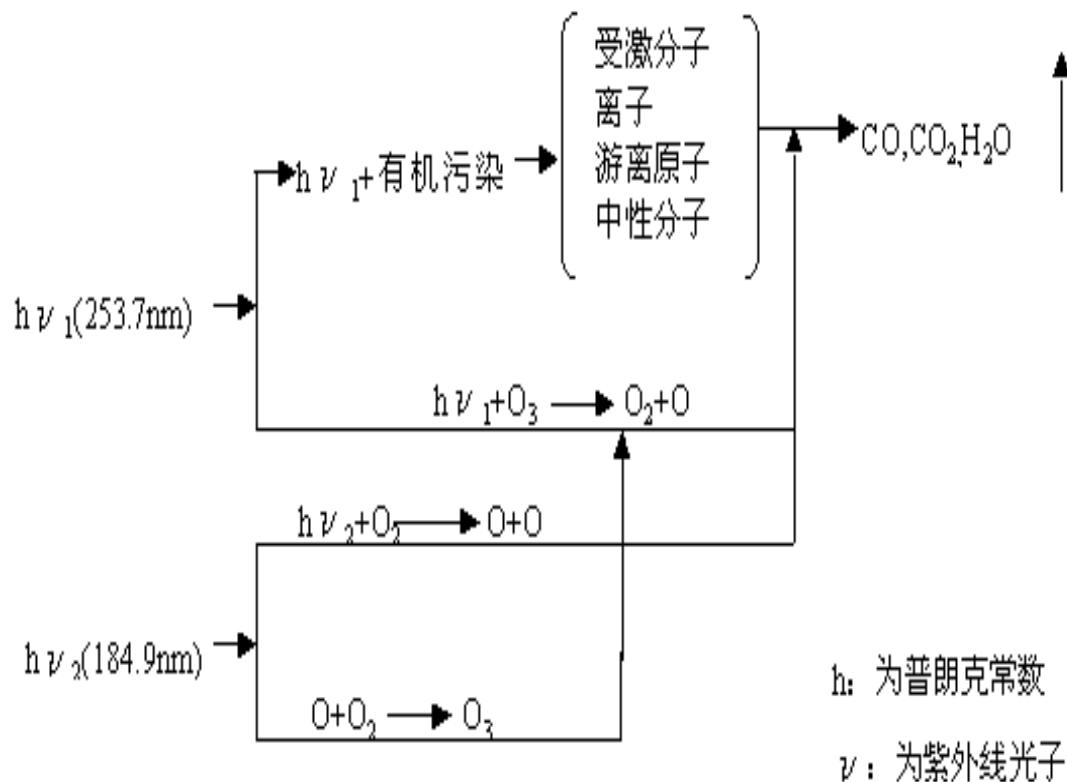 受激分子
离子
游离原子
中性分子
hν₁+有机污染
CO,CO₂,H₂O
hν₁(253.7nm)
hν₁+O₃ → O₂+O
hν₂+O₂ → O+O
hν₂(184.9nm)
O+O₂ → O₃
h: 为普朗克常数
ν: 为紫外线光子